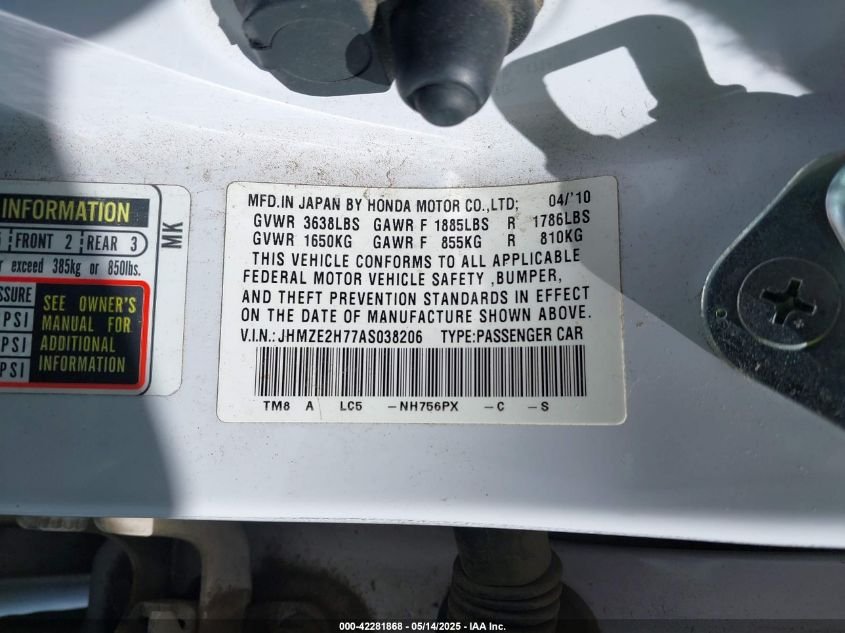 INFORMATION
FRONT 2 REAR 3
exceed 385kg or 850lbs.
SEE OWNER'S
PSI MANUAL FOR
PSI ADDITIONAL
PSI INFORMATION
MK
MFD.IN JAPAN BY HONDA MOTOR CO.,LTD; 04/'10
GVWR 3638LBS GAWR F 1885LBS R 1786LBS
GVWR 1650KG GAWR F 855KG R 810KG
THIS VEHICLE CONFORMS TO ALL APPLICABLE
FEDERAL MOTOR VEHICLE SAFETY ,BUMPER,
AND THEFT PREVENTION STANDARDS IN EFFECT
ON THE DATE OF MANUFACTURE SHOWN ABOVE.
V.I.N.: JHMZE2H77AS038206 TYPE:PASSENGER CAR
TM8 A LC5 -NH756PX -C -S
000-42281868 - 05/14/2025 - IAA Inc.